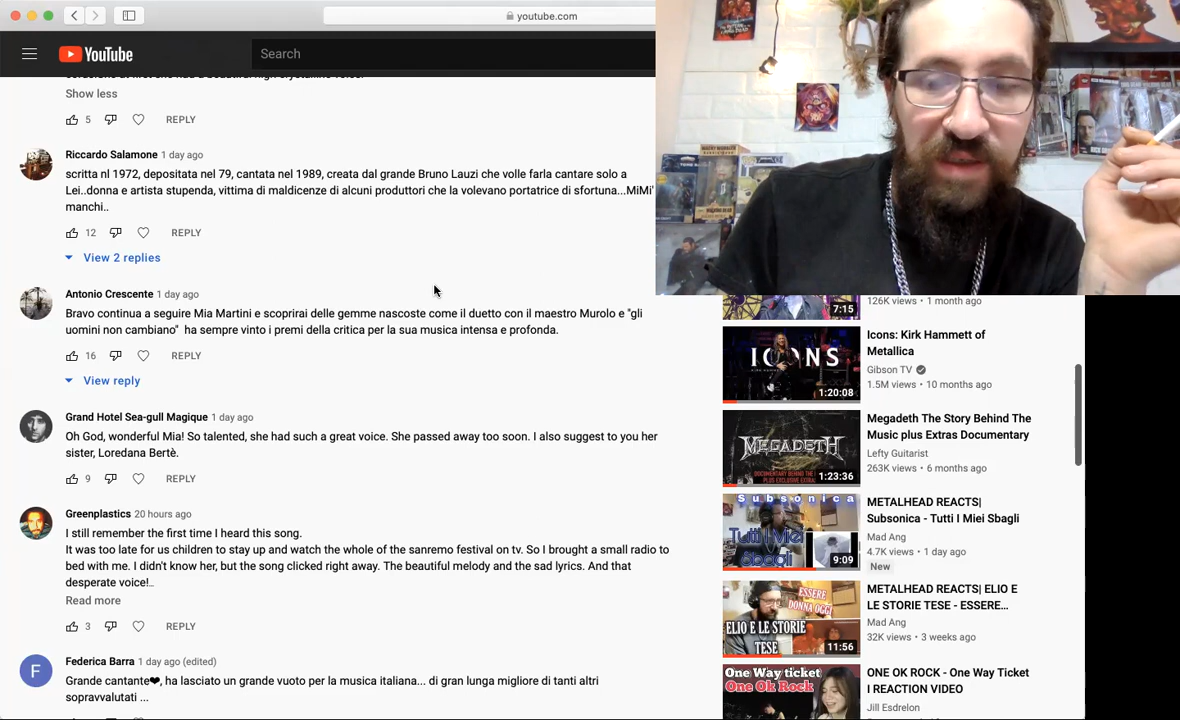 youtube.com
YouTube
Search
Show less
5
REPLY
Riccardo Salamone 1 day ago
scritta nl 1972, depositata nel 79, cantata nel 1989, creata dal grande Bruno Lauzi che volle farla cantare solo a
Lei..donna e artista stupenda, vittima di maldicenze di alcuni produttori che la volevano portatrice di sfortuna...MiMi'
manchi..
12
REPLY
View 2 replies
Antonio Crescente 1 day ago
Bravo continua a seguire Mia Martini e scoprirai delle gemme nascoste come il duetto con il maestro Murolo e "gli
uomini non cambiano" ha sempre vinto i premi della critica per la sua musica intensa e profonda.
16
REPLY
View reply
Grand Hotel Sea-gull Magique 1 day ago
Oh God, wonderful Mia! So talented, she had such a great voice. She passed away too soon. I also suggest to you her
sister, Loredana Bertè.
9
REPLY
Greenplastics 20 hours ago
I still remember the first time I heard this song.
It was too late for us children to stay up and watch the whole of the sanremo festival on tv. So I brought a small radio to
bed with me. I didn't know her, but the song clicked right away. The beautiful melody and the sad lyrics. And that
desperate voice!..
Read more
3
REPLY
F
Federica Barra 1 day ago (edited)
Grande cantante❤, ha lasciato un grande vuoto per la musica italiana... di gran lunga migliore di tanti altri
sopravvalutati ...
126K views • 1 month ago
7:15
ICONS
1:20:08
Icons: Kirk Hammett of
Metallica
Gibson TV
1.5M views • 10 months ago
MEGADETH
1:23:36
Megadeth The Story Behind The
Music plus Extras Documentary
Lefty Guitarist
263K views • 6 months ago
Subsonica
Tutti I Miei
Sbagli
9:09
METALHEAD REACTS|
Subsonica - Tutti I Miei Sbagli
Mad Ang
4.7K views • 1 day ago
New
ESSERE
DONNA OGGI
ELIO E LE STORIE
TESE
11:56
METALHEAD REACTS| ELIO E
LE STORIE TESE - ESSERE...
Mad Ang
32K views • 3 weeks ago
One Way ticket
One Ok Rock
ONE OK ROCK - One Way Ticket
I REACTION VIDEO
Jill Esdrelon